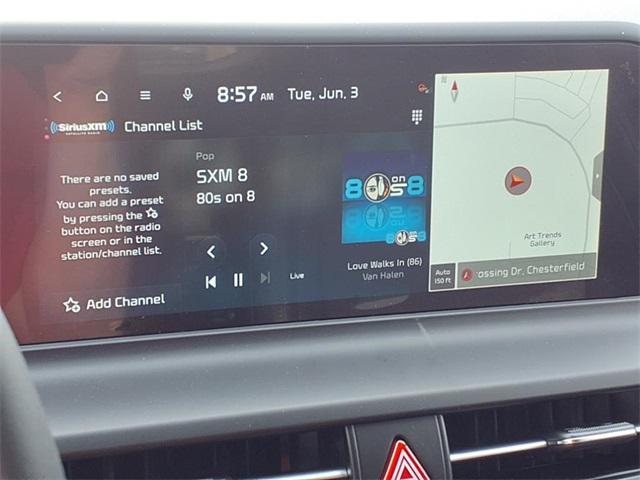 8:57 AM Tue, Jun. 3
((SiriusXM))
SATELLITE RADIO
Channel List
There are no saved
presets.
You can add a preset
by pressing the
button on the radio
screen or in the
station/channel list.
Add Channel
Pop
SXM 8
80s on 8
Live
80s on 8
Love Walks In (86)
Van Halen
Art Trends
Gallery
Auto
150 ft
rossing Dr, Chesterfield